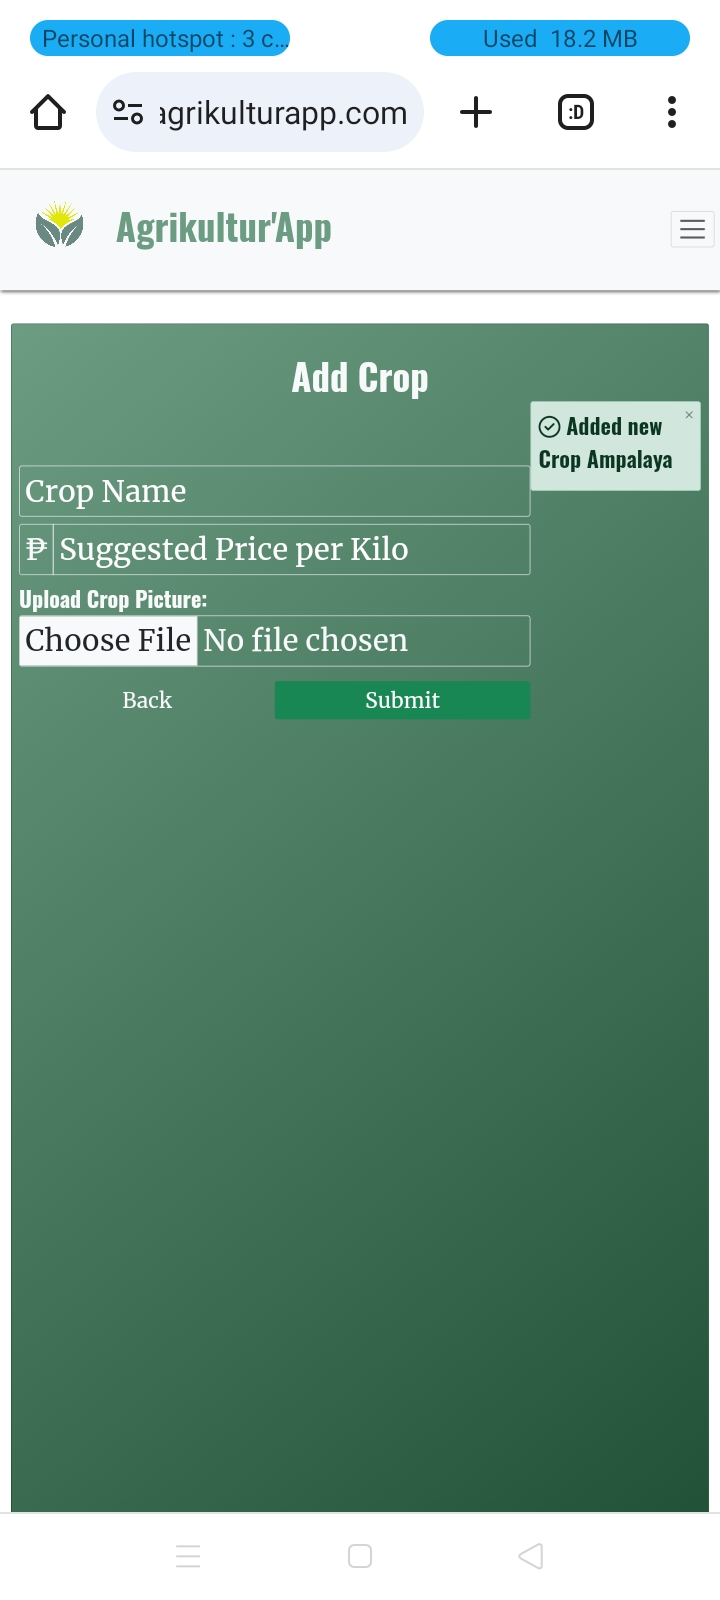 Personal hotspot : 3 c...
Used 18.2 MB
agrikulturapp.com
:D
Agrikultur'App
Add Crop
Added new
Crop Ampalaya
×
Crop Name
₱ Suggested Price per Kilo
Upload Crop Picture:
Choose File No file chosen
Back
Submit